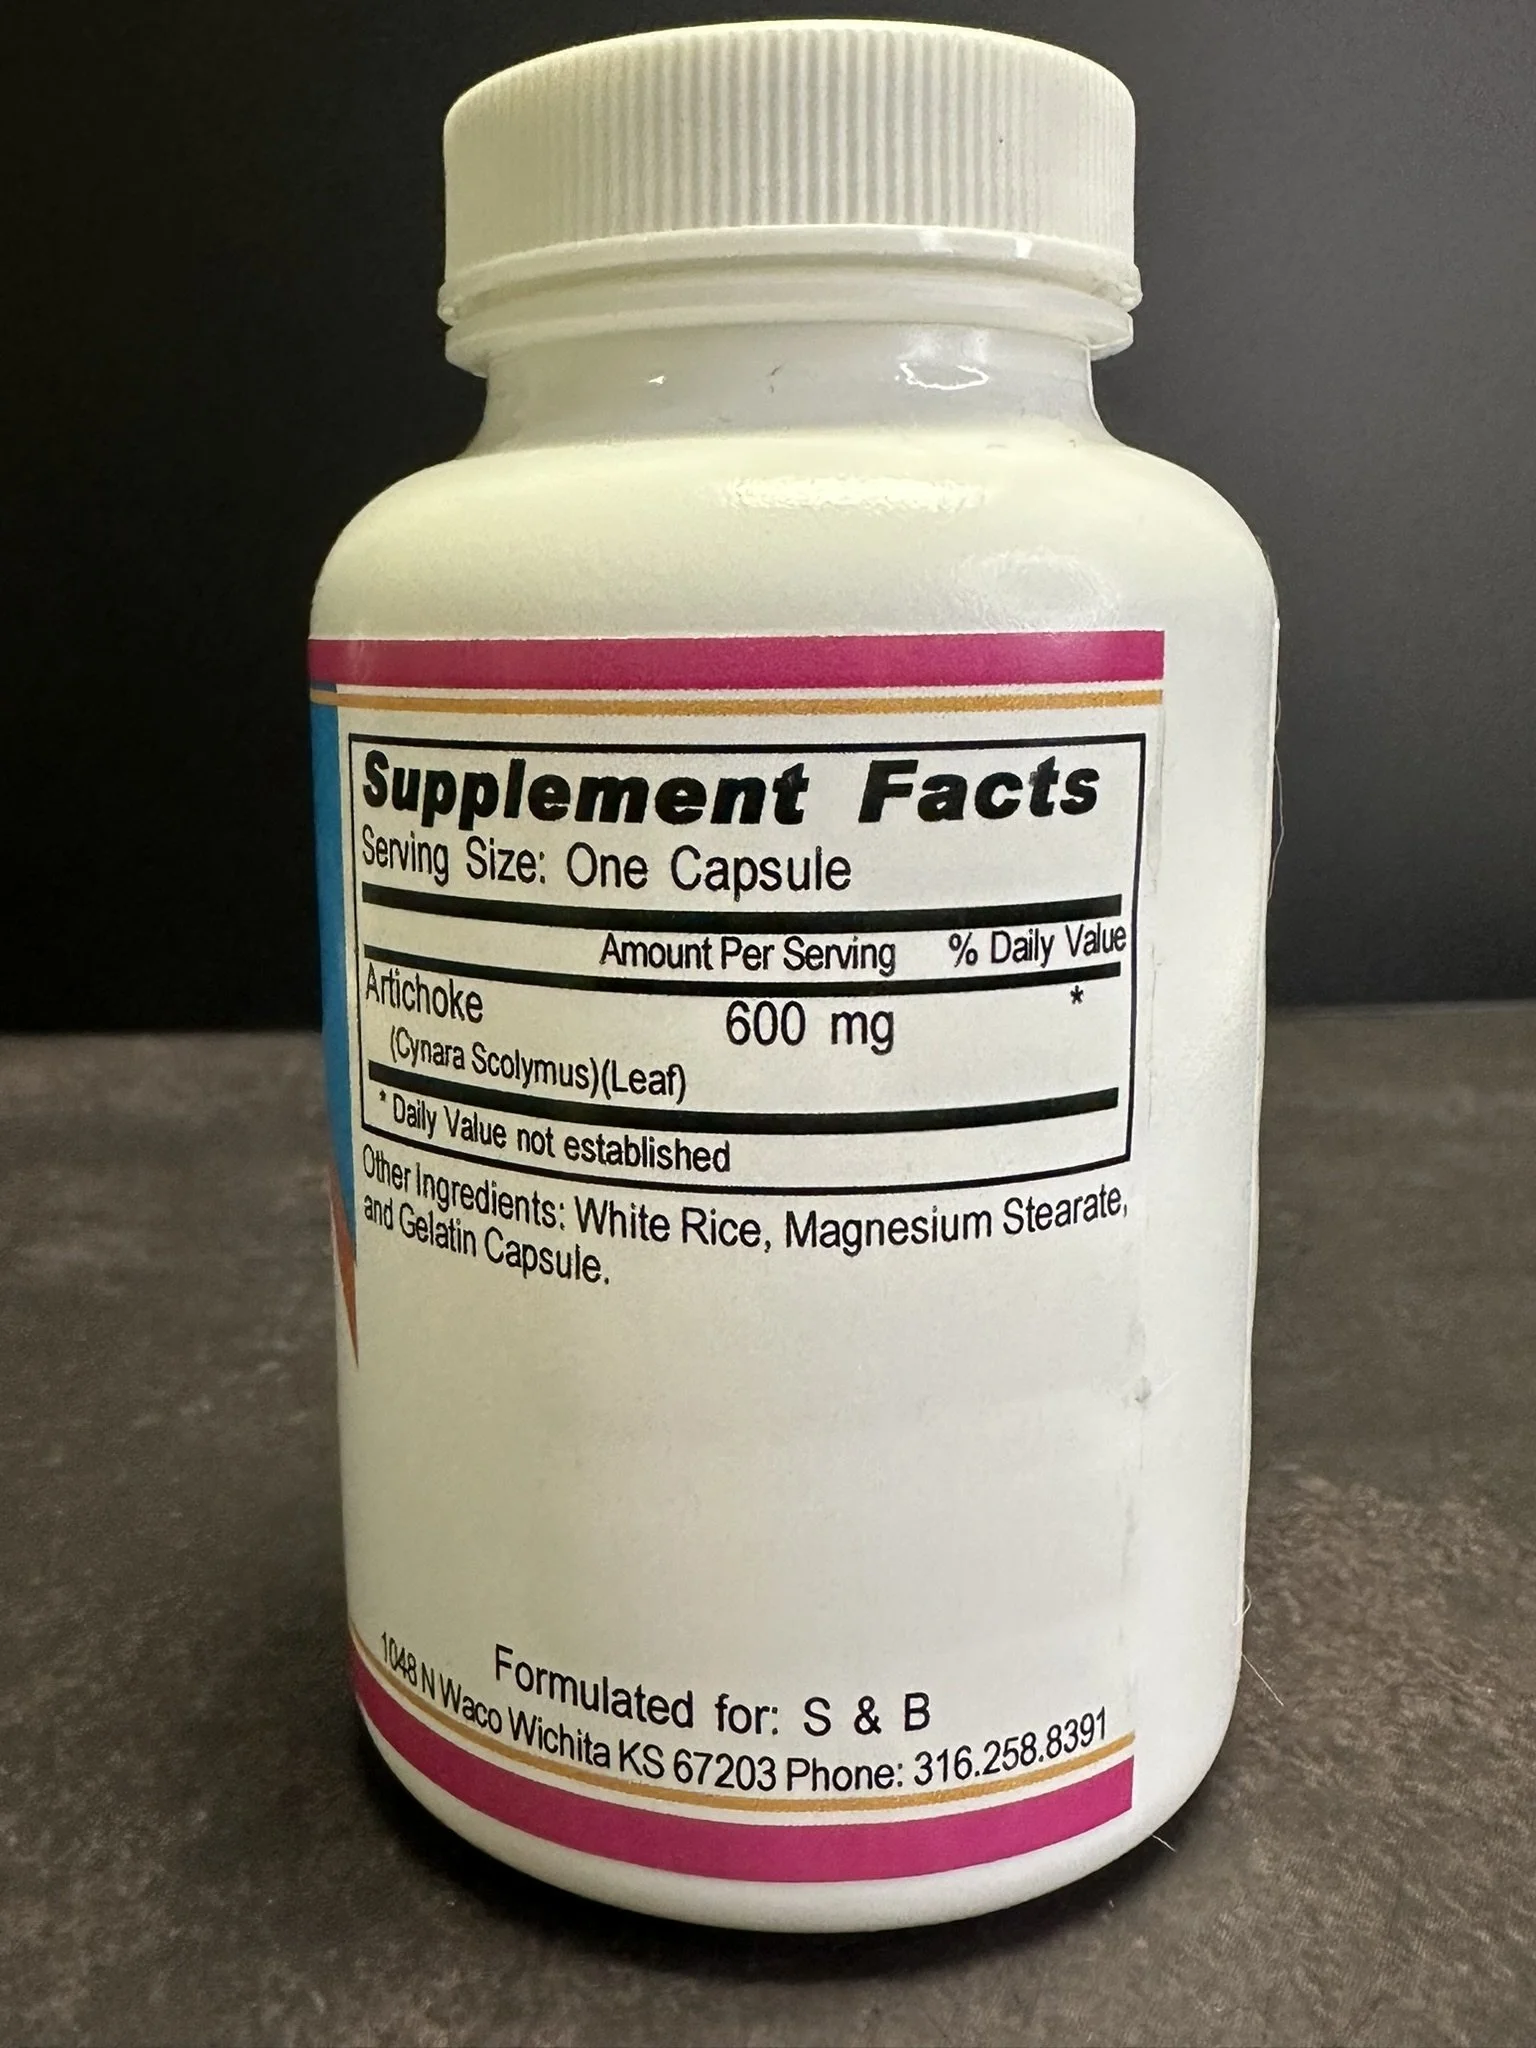 Supplement Facts
Serving Size: One Capsule
Amount Per Serving % Daily Value
Artichoke 600 mg *
(Cynara Scolymus)(Leaf)
* Daily Value not established
Other Ingredients: White Rice, Magnesium Stearate,
and Gelatin Capsule.
Formulated for: S & B
1048 N Waco Wichita KS 67203 Phone: 316.258.8391